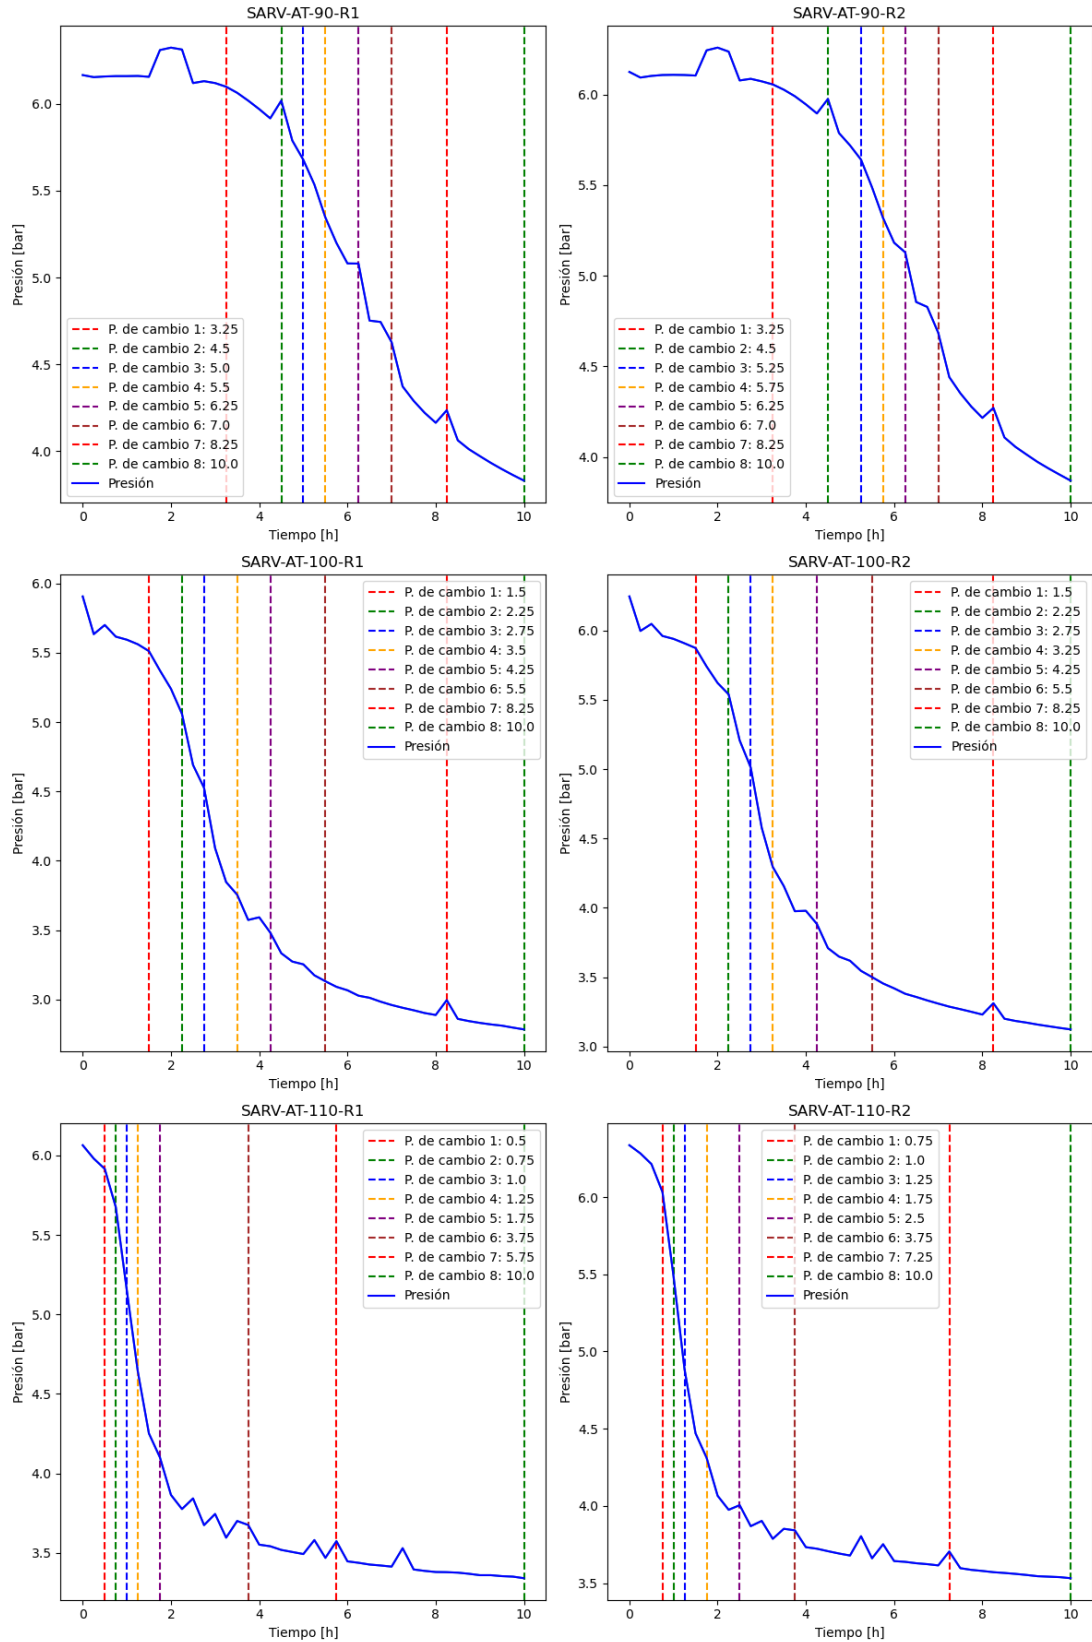 SARV-AT-90-R1
Presión [bar]
6.0
5.5
5.0
4.5
4.0
P. de cambio 1: 3.25
P. de cambio 2: 4.5
P. de cambio 3: 5.0
P. de cambio 4: 5.5
P. de cambio 5: 6.25
P. de cambio 6: 7.0
P. de cambio 7: 8.25
P. de cambio 8: 10.0
Presión
0 2 4 6 8 10
Tiempo [h]
SARV-AT-90-R2
Presión [bar]
6.0
5.5
5.0
4.5
4.0
P. de cambio 1: 3.25
P. de cambio 2: 4.5
P. de cambio 3: 5.25
P. de cambio 4: 5.75
P. de cambio 5: 6.25
P. de cambio 6: 7.0
P. de cambio 7: 8.25
P. de cambio 8: 10.0
Presión
0 2 4 6 8 10
Tiempo [h]
SARV-AT-100-R1
Presión [bar]
6.0
5.5
5.0
4.5
4.0
3.5
3.0
P. de cambio 1: 1.5
P. de cambio 2: 2.25
P. de cambio 3: 2.75
P. de cambio 4: 3.5
P. de cambio 5: 4.25
P. de cambio 6: 5.5
P. de cambio 7: 8.25
P. de cambio 8: 10.0
Presión
0 2 4 6 8 10
Tiempo [h]
SARV-AT-100-R2
Presión [bar]
6.0
5.5
5.0
4.5
4.0
3.5
3.0
P. de cambio 1: 1.5
P. de cambio 2: 2.25
P. de cambio 3: 2.75
P. de cambio 4: 3.25
P. de cambio 5: 4.25
P. de cambio 6: 5.5
P. de cambio 7: 8.25
P. de cambio 8: 10.0
Presión
0 2 4 6 8 10
Tiempo [h]
SARV-AT-110-R1
Presión [bar]
6.0
5.5
5.0
4.5
4.0
3.5
P. de cambio 1: 0.5
P. de cambio 2: 0.75
P. de cambio 3: 1.0
P. de cambio 4: 1.25
P. de cambio 5: 1.75
P. de cambio 6: 3.75
P. de cambio 7: 5.75
P. de cambio 8: 10.0
Presión
0 2 4 6 8 10
Tiempo [h]
SARV-AT-110-R2
Presión [bar]
6.0
5.5
5.0
4.5
4.0
3.5
P. de cambio 1: 0.75
P. de cambio 2: 1.0
P. de cambio 3: 1.25
P. de cambio 4: 1.75
P. de cambio 5: 2.5
P. de cambio 6: 3.75
P. de cambio 7: 7.25
P. de cambio 8: 10.0
Presión
0 2 4 6 8 10
Tiempo [h]